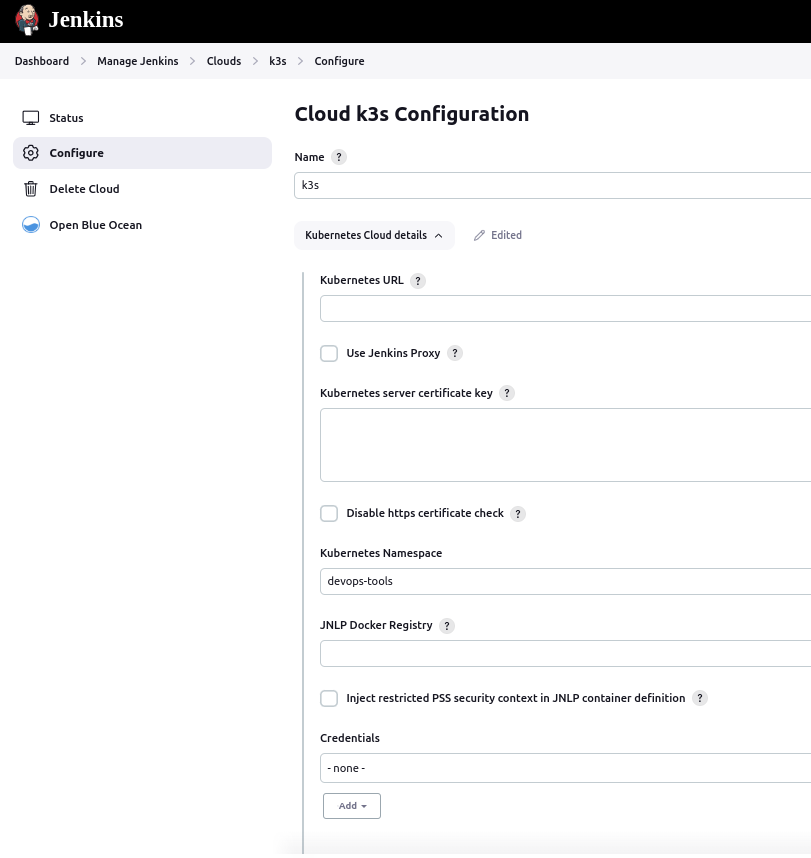 Jenkins
Dashboard > Manage Jenkins > Clouds > k3s > Configure
Status
Configure
Delete Cloud
Open Blue Ocean
Cloud k3s Configuration
Name ?
k3s
Kubernetes Cloud details
Edited
Kubernetes URL ?
Use Jenkins Proxy ?
Kubernetes server certificate key ?
Disable https certificate check ?
Kubernetes Namespace
devops-tools
JNLP Docker Registry ?
Inject restricted PSS security context in JNLP container definition ?
Credentials
- none -
Add